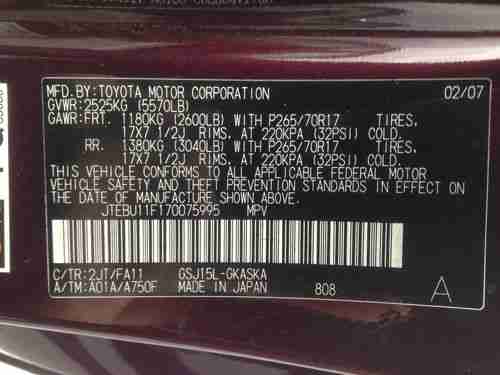 MFD.BY:TOYOTA MOTOR CORPORATION 02/07
GVWR:2525KG (5570LB)
GAWR:FRT. 1180KG (2600LB) WITH P265/70R17 TIRES,
17X7 1/2J RIMS, AT 220KPA (32PSI) COLD.
RR. 1380KG (3040LB) WITH P265/70R17 TIRES,
17X7 1/2J RIMS, AT 220KPA (32PSI) COLD.
THIS VEHICLE CONFORMS TO ALL APPLICABLE FEDERAL MOTOR
VEHICLE SAFETY AND BUMPER STANDARDS IN EFFECT ON
THE DATE OF MANUFACTURE SHOWN ABOVE.
JTEBU11F170075995 MPV
C/TR:2JT/FA11 GSJ15L-GKASKA
A/TM:A01A/A750F MADE IN JAPAN 808 A